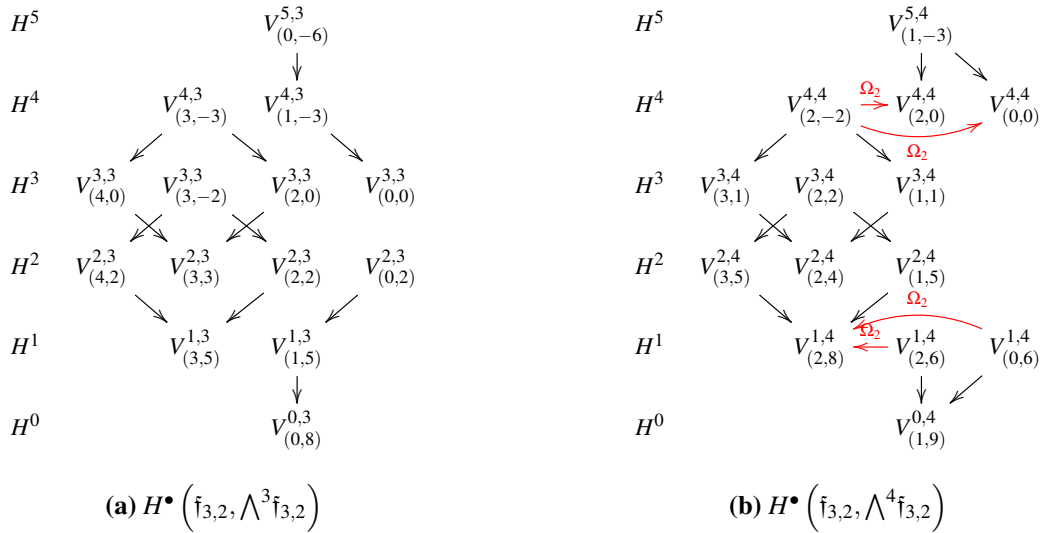 H^5 V^{5,3}_{(0,-6)} V^{5,4}_{(1,-3)}
H^4 V^{4,3}_{(3,-3)} V^{4,3}_{(1,-3)} H^4 V^{4,4}_{(2,-2)} Ω_2 V^{4,4}_{(2,0)} V^{4,4}_{(0,0)}
Ω_2
H^3 V^{3,3}_{(4,0)} V^{3,3}_{(3,-2)} V^{3,3}_{(2,0)} V^{3,3}_{(0,0)} H^3 V^{3,4}_{(3,1)} V^{3,4}_{(2,2)} V^{3,4}_{(1,1)}
H^2 V^{2,3}_{(4,2)} V^{2,3}_{(3,3)} V^{2,3}_{(2,2)} V^{2,3}_{(0,2)} H^2 V^{2,4}_{(3,5)} V^{2,4}_{(2,4)} V^{2,4}_{(1,5)}
Ω_2
H^1 V^{1,3}_{(3,5)} V^{1,3}_{(1,5)} H^1 V^{1,4}_{(2,8)} Ω_2 V^{1,4}_{(2,6)} V^{1,4}_{(0,6)}
H^0 V^{0,3}_{(0,8)} H^0 V^{0,4}_{(1,9)}
(a) H^•(𝔣̃_{3,2}, ⋀^3 𝔣̃_{3,2}) (b) H^•(𝔣̃_{3,2}, ⋀^4 𝔣̃_{3,2})